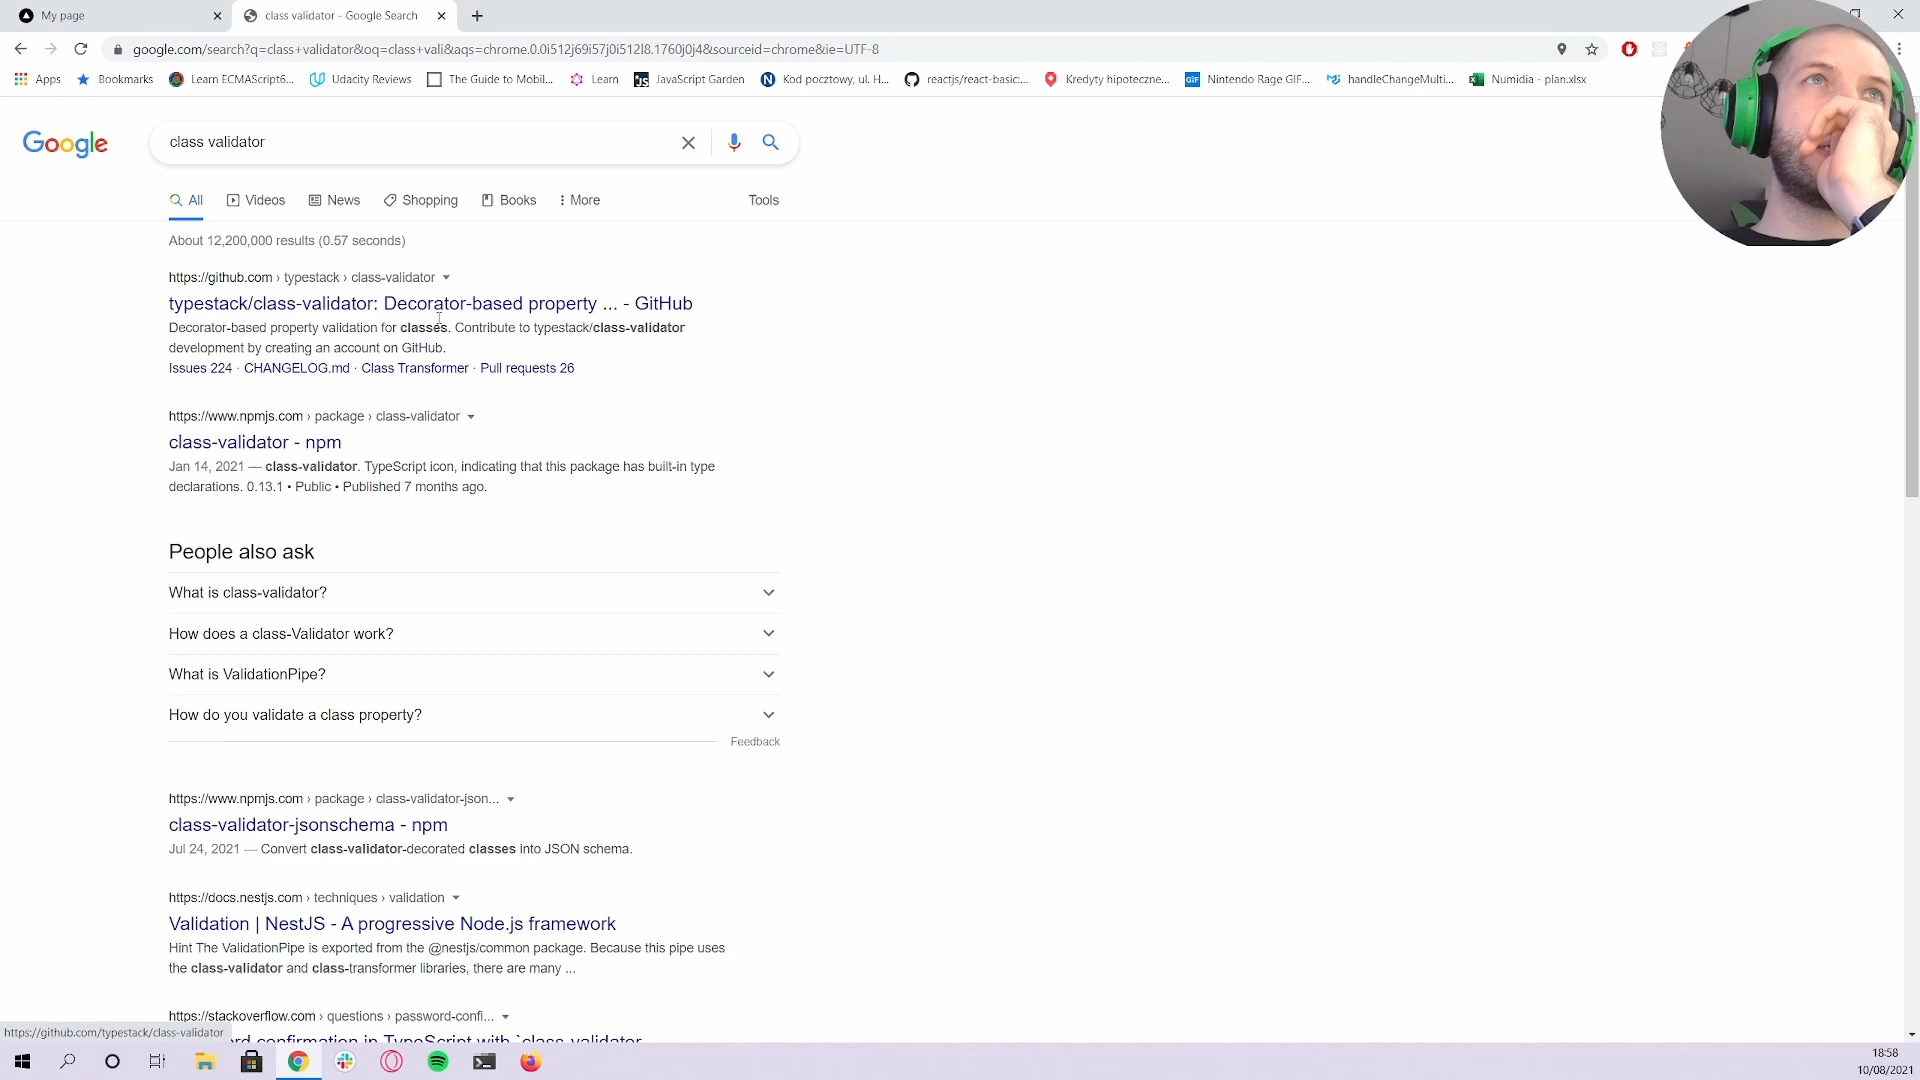 My page
class validator - Google Search
google.com/search?q=class+validator&oq=class+vali&aqs=chrome.0.0i512j69i57j0i512l8.1760j0j4&sourceid=chrome&ie=UTF-8
Apps
Bookmarks
Learn ECMAScript6...
Udacity Reviews
The Guide to Mobil...
Learn
JavaScript Garden
Kod pocztowy, ul. H...
reactjs/react-basic:...
Kredyty hipoteczne...
Nintendo Rage GIF...
handleChangeMulti...
Numidia - plan.xlsx
Google
class validator
All
Videos
News
Shopping
Books
More
Tools
About 12,200,000 results (0.57 seconds)
https://github.com › typestack › class-validator
typestack/class-validator: Decorator-based property ... - GitHub
Decorator-based property validation for classes. Contribute to typestack/class-validator
development by creating an account on GitHub.
Issues 224 · CHANGELOG.md · Class Transformer · Pull requests 26
https://www.npmjs.com › package › class-validator
class-validator - npm
Jan 14, 2021 — class-validator. TypeScript icon, indicating that this package has built-in type
declarations. 0.13.1 • Public • Published 7 months ago.
People also ask
What is class-validator?
How does a class-Validator work?
What is ValidationPipe?
How do you validate a class property?
Feedback
https://www.npmjs.com › package › class-validator-json...
class-validator-jsonschema - npm
Jul 24, 2021 — Convert class-validator-decorated classes into JSON schema.
https://docs.nestjs.com › techniques › validation
Validation | NestJS - A progressive Node.js framework
Hint The ValidationPipe is exported from the @nestjs/common package. Because this pipe uses
the class-validator and class-transformer libraries, there are many ...
https://stackoverflow.com › questions › password-confi...
confirmation in TypeScript with `class-validator
https://github.com/typestack/class-validator
18:58
10/08/2021